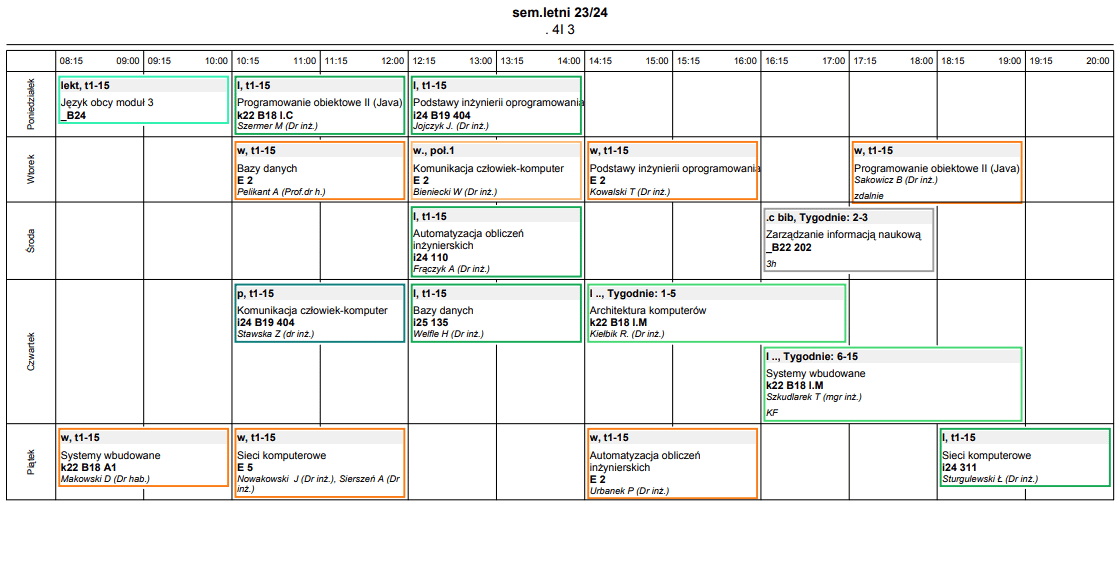 sem.letni 23/24
. 4I 3
08:15 09:00 09:15 10:00 10:15 11:00 11:15 12:00 12:15 13:00 13:15 14:00 14:15 15:00 15:15 16:00 16:15 17:00 17:15 18:00 18:15 19:00 19:15 20:00
Poniedziałek
lekt, t1-15
Język obcy moduł 3
_B24
l, t1-15
Programowanie obiektowe II (Java)
k22 B18 I.C
Szermer M (Dr inż.)
l, t1-15
Podstawy inżynierii oprogramowania
i24 B19 404
Jojczyk J. (Dr inż.)
Wtorek
w, t1-15
Bazy danych
E 2
Pelikant A (Prof.dr h.)
w., poł.1
Komunikacja człowiek-komputer
E 2
Bieniecki W (Dr inż.)
w, t1-15
Podstawy inżynierii oprogramowania
E 2
Kowalski T (Dr inż.)
w, t1-15
Programowanie obiektowe II (Java)
Sakowicz B (Dr inż.)
zdalnie
Środa
l, t1-15
Automatyzacja obliczeń
inżynierskich
i24 110
Frączyk A (Dr inż.)
.c bib, Tygodnie: 2-3
Zarządzanie informacją naukową
_B22 202
3h
Czwartek
p, t1-15
Komunikacja człowiek-komputer
i24 B19 404
Stawska Z (dr inż.)
l, t1-15
Bazy danych
i25 135
Welfle H (Dr inż.)
l .., Tygodnie: 1-5
Architektura komputerów
k22 B18 I.M
Kiełbik R. (Dr inż.)
l .., Tygodnie: 6-15
Systemy wbudowane
k22 B18 I.M
Szkudlarek T (mgr inż.)
KF
Piątek
w, t1-15
Systemy wbudowane
k22 B18 A1
Makowski D (Dr hab.)
w, t1-15
Sieci komputerowe
E 5
Nowakowski J (Dr inż.), Sierszeń A (Dr
inż.)
w, t1-15
Automatyzacja obliczeń
inżynierskich
E 2
Urbanek P (Dr inż.)
l, t1-15
Sieci komputerowe
i24 311
Sturgulewski Ł (Dr inż.)